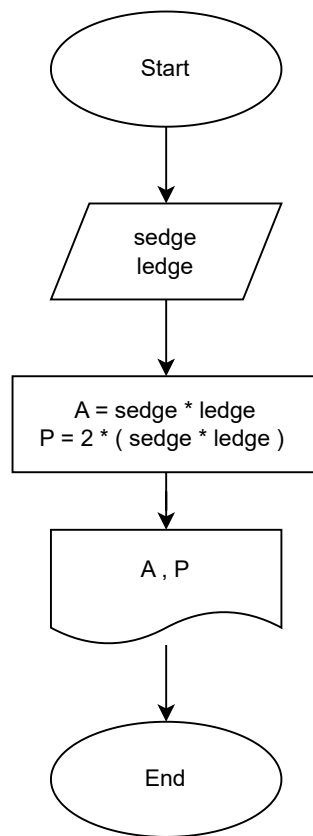 Start
sedge
ledge
A = sedge * ledge
P = 2 * ( sedge * ledge )
A , P
End